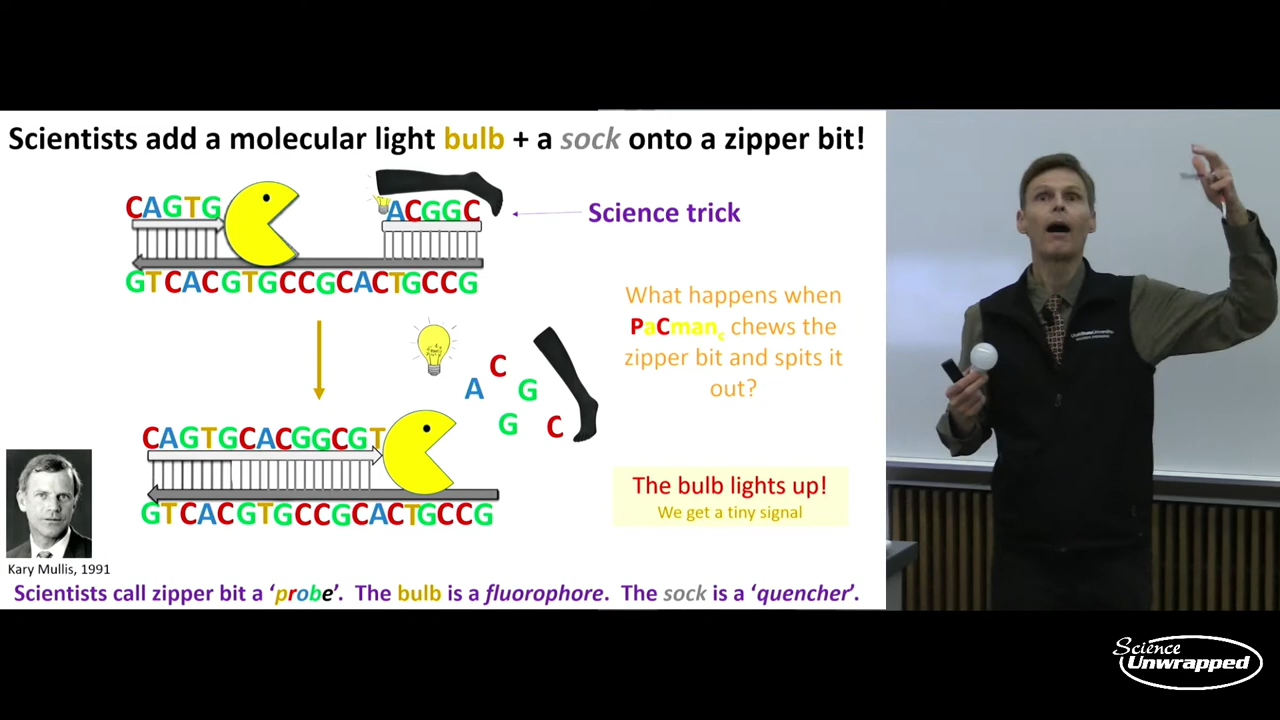 Scientists add a molecular light bulb + a sock onto a zipper bit!
CAGTG
ACGGC
Science trick
GTCACGTGCCGCACTGCCG
What happens when
PaCmanc chews the
zipper bit and spits it
out?
A
C
G
G
C
CAGTGCACGGCGT
GTCACGTGCCGCACTGCCG
The bulb lights up!
We get a tiny signal
Kary Mullis, 1991
Scientists call zipper bit a ‘probe’. The bulb is a fluorophore. The sock is a ‘quencher’.
Science
Unwrapped